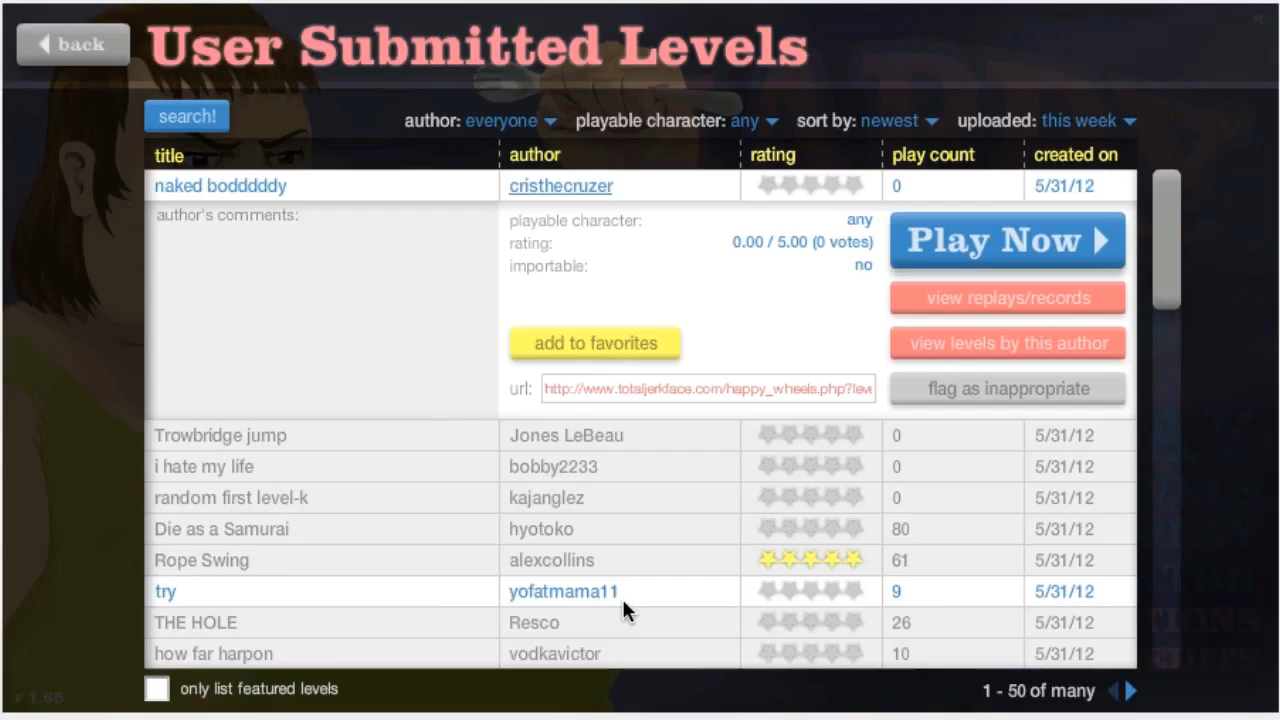 back
User Submitted Levels
search!
author: everyone playable character: any sort by: newest uploaded: this week
title author rating play count created on
naked bodddddy cristhecruzer 0 5/31/12
author's comments:
playable character: any
rating: 0.00 / 5.00 (0 votes)
importable: no
Play Now
view replays/records
add to favorites
view levels by this author
url: http://www.totaljerkface.com/happy_wheels.php?leve
flag as inappropriate
Trowbridge jump Jones LeBeau 0 5/31/12
i hate my life bobby2233 0 5/31/12
random first level-k kajanglez 0 5/31/12
Die as a Samurai hyotoko 80 5/31/12
Rope Swing alexcollins 61 5/31/12
try yofatmama11 9 5/31/12
THE HOLE Resco 26 5/31/12
how far harpon vodkavictor 10 5/31/12
only list featured levels
1 - 50 of many
v 1.65